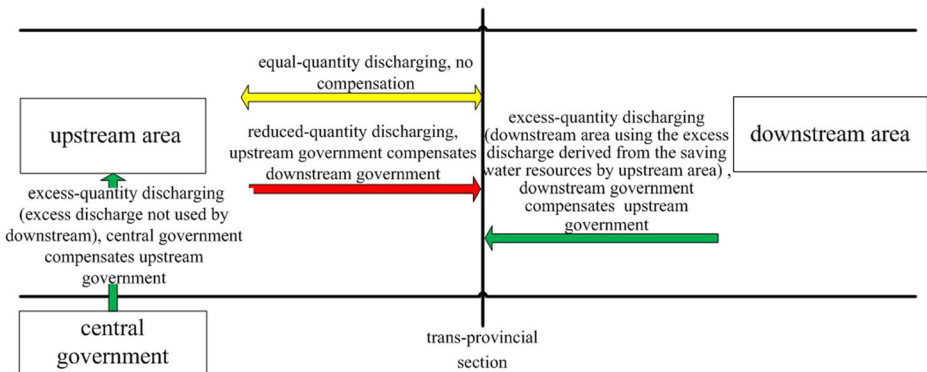 equal-quantity discharging, no
compensation
upstream area
reduced-quantity discharging,
upstream government compensates
downstream government
excess-quantity discharging
(downstream area using the excess
discharge derived from the saving
water resources by upstream area) ,
downstream government
compensates upstream
government
downstream area
excess-quantity discharging
(excess discharge not used by
downstream), central government
compensates upstream
government
central
government
trans-provincial
section